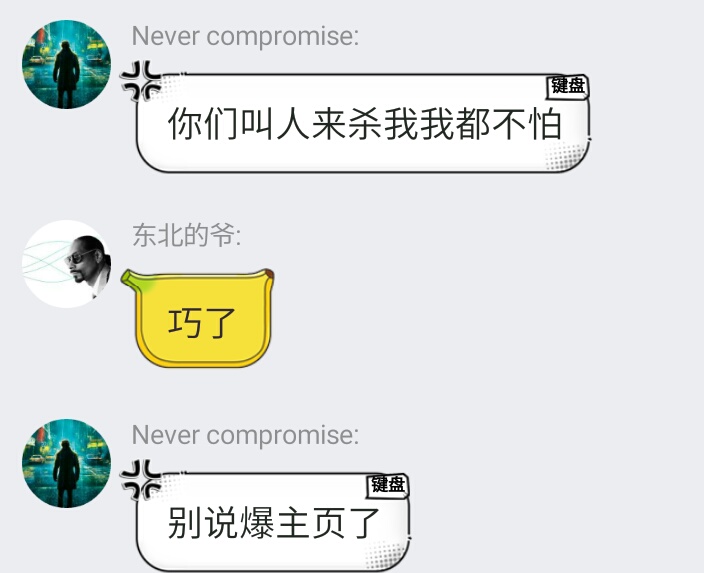 Never compromise:
键盘
你们叫人来杀我我都不怕
东北的爷:
巧了
Never compromise:
键盘
别说爆主页了